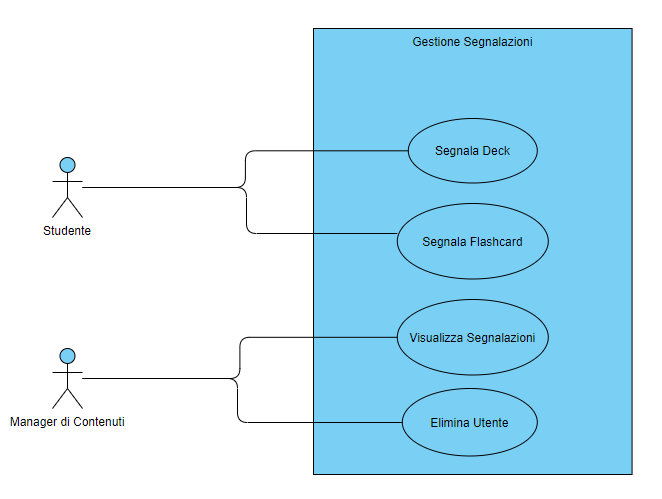 Gestione Segnalazioni
Segnala Deck
Studente
Segnala Flashcard
Visualizza Segnalazioni
Manager di Contenuti
Elimina Utente